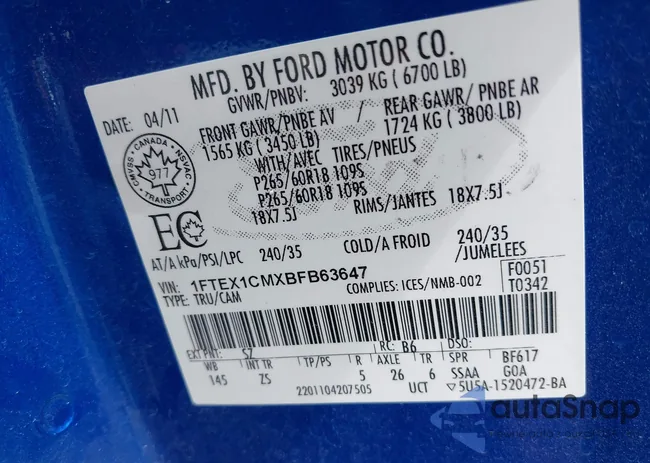 MFD. BY FORD MOTOR CO.
DATE: 04/11 GVWR/PNBV: 3039 KG ( 6700 LB)
FRONT GAWR/PNBE AV / REAR GAWR/ PNBE AR
1565 KG ( 3450 LB) 1724 KG ( 3800 LB)
WITH/AVEC TIRES/PNEUS
P265/60R18 109S
P265/60R18 109S
18X7.5J RIMS/JANTES 18X7.5J
CANADA
CMVSS NSVAC
977
TRANSPORT
EC
AT/A kPa/PSI/LPC 240/35 COLD/A FROID 240/35
/JUMELEES
VIN: 1FTEX1CMXBFB63647 F0051
TYPE: TRU/CAM COMPLIES: ICES/NMB-002 T0342
EXT PNT: SZ RC: B6 DSO:
WB INT TR TP/PS R AXLE TR SPR BF617
145 ZS 5 26 6 SSAA GOA
2201104207505 UCT 5U5A-1520472-BA
autoSnap